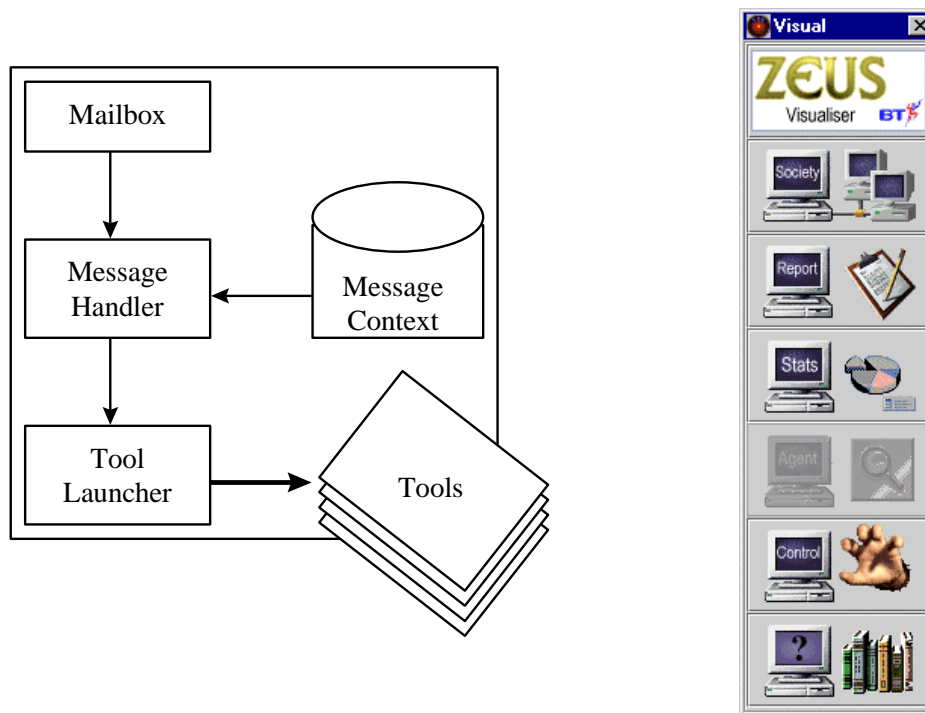 Mailbox
Message
Handler
Message
Context
Tool
Launcher
Tools
Visual
ZEUS
Visualiser
BT
Society
Report
Stats
Agent
Control
?